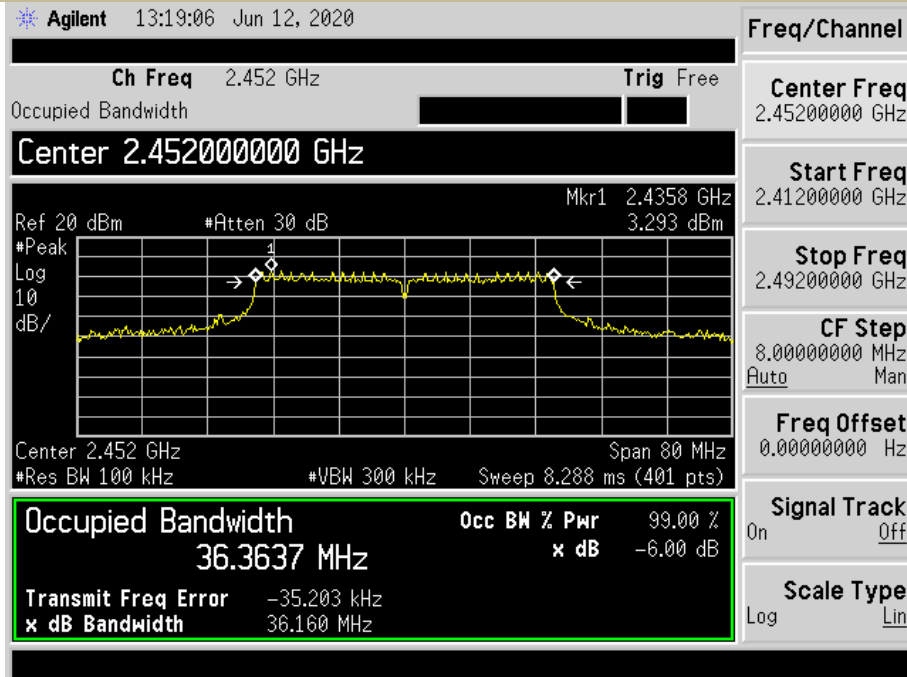 Agilent 13:19:06 Jun 12, 2020
Freq/Channel
Ch Freq 2.452 GHz Trig Free
Occupied Bandwidth
Center 2.452000000 GHz
Mkr1 2.4358 GHz
Ref 20 dBm #Atten 30 dB 3.293 dBm
#Peak
Log
10
dB/
1
Center 2.452 GHz Span 80 MHz
#Res BW 100 kHz #VBW 300 kHz Sweep 8.288 ms (401 pts)
Occupied Bandwidth Occ BW % Pwr 99.00 %
36.3637 MHz x dB -6.00 dB
Transmit Freq Error -35.203 kHz
x dB Bandwidth 36.160 MHz
Center Freq
2.45200000 GHz
Start Freq
2.41200000 GHz
Stop Freq
2.49200000 GHz
CF Step
8.00000000 MHz
Auto Man
Freq Offset
0.00000000 Hz
Signal Track
On Off
Scale Type
Log Lin